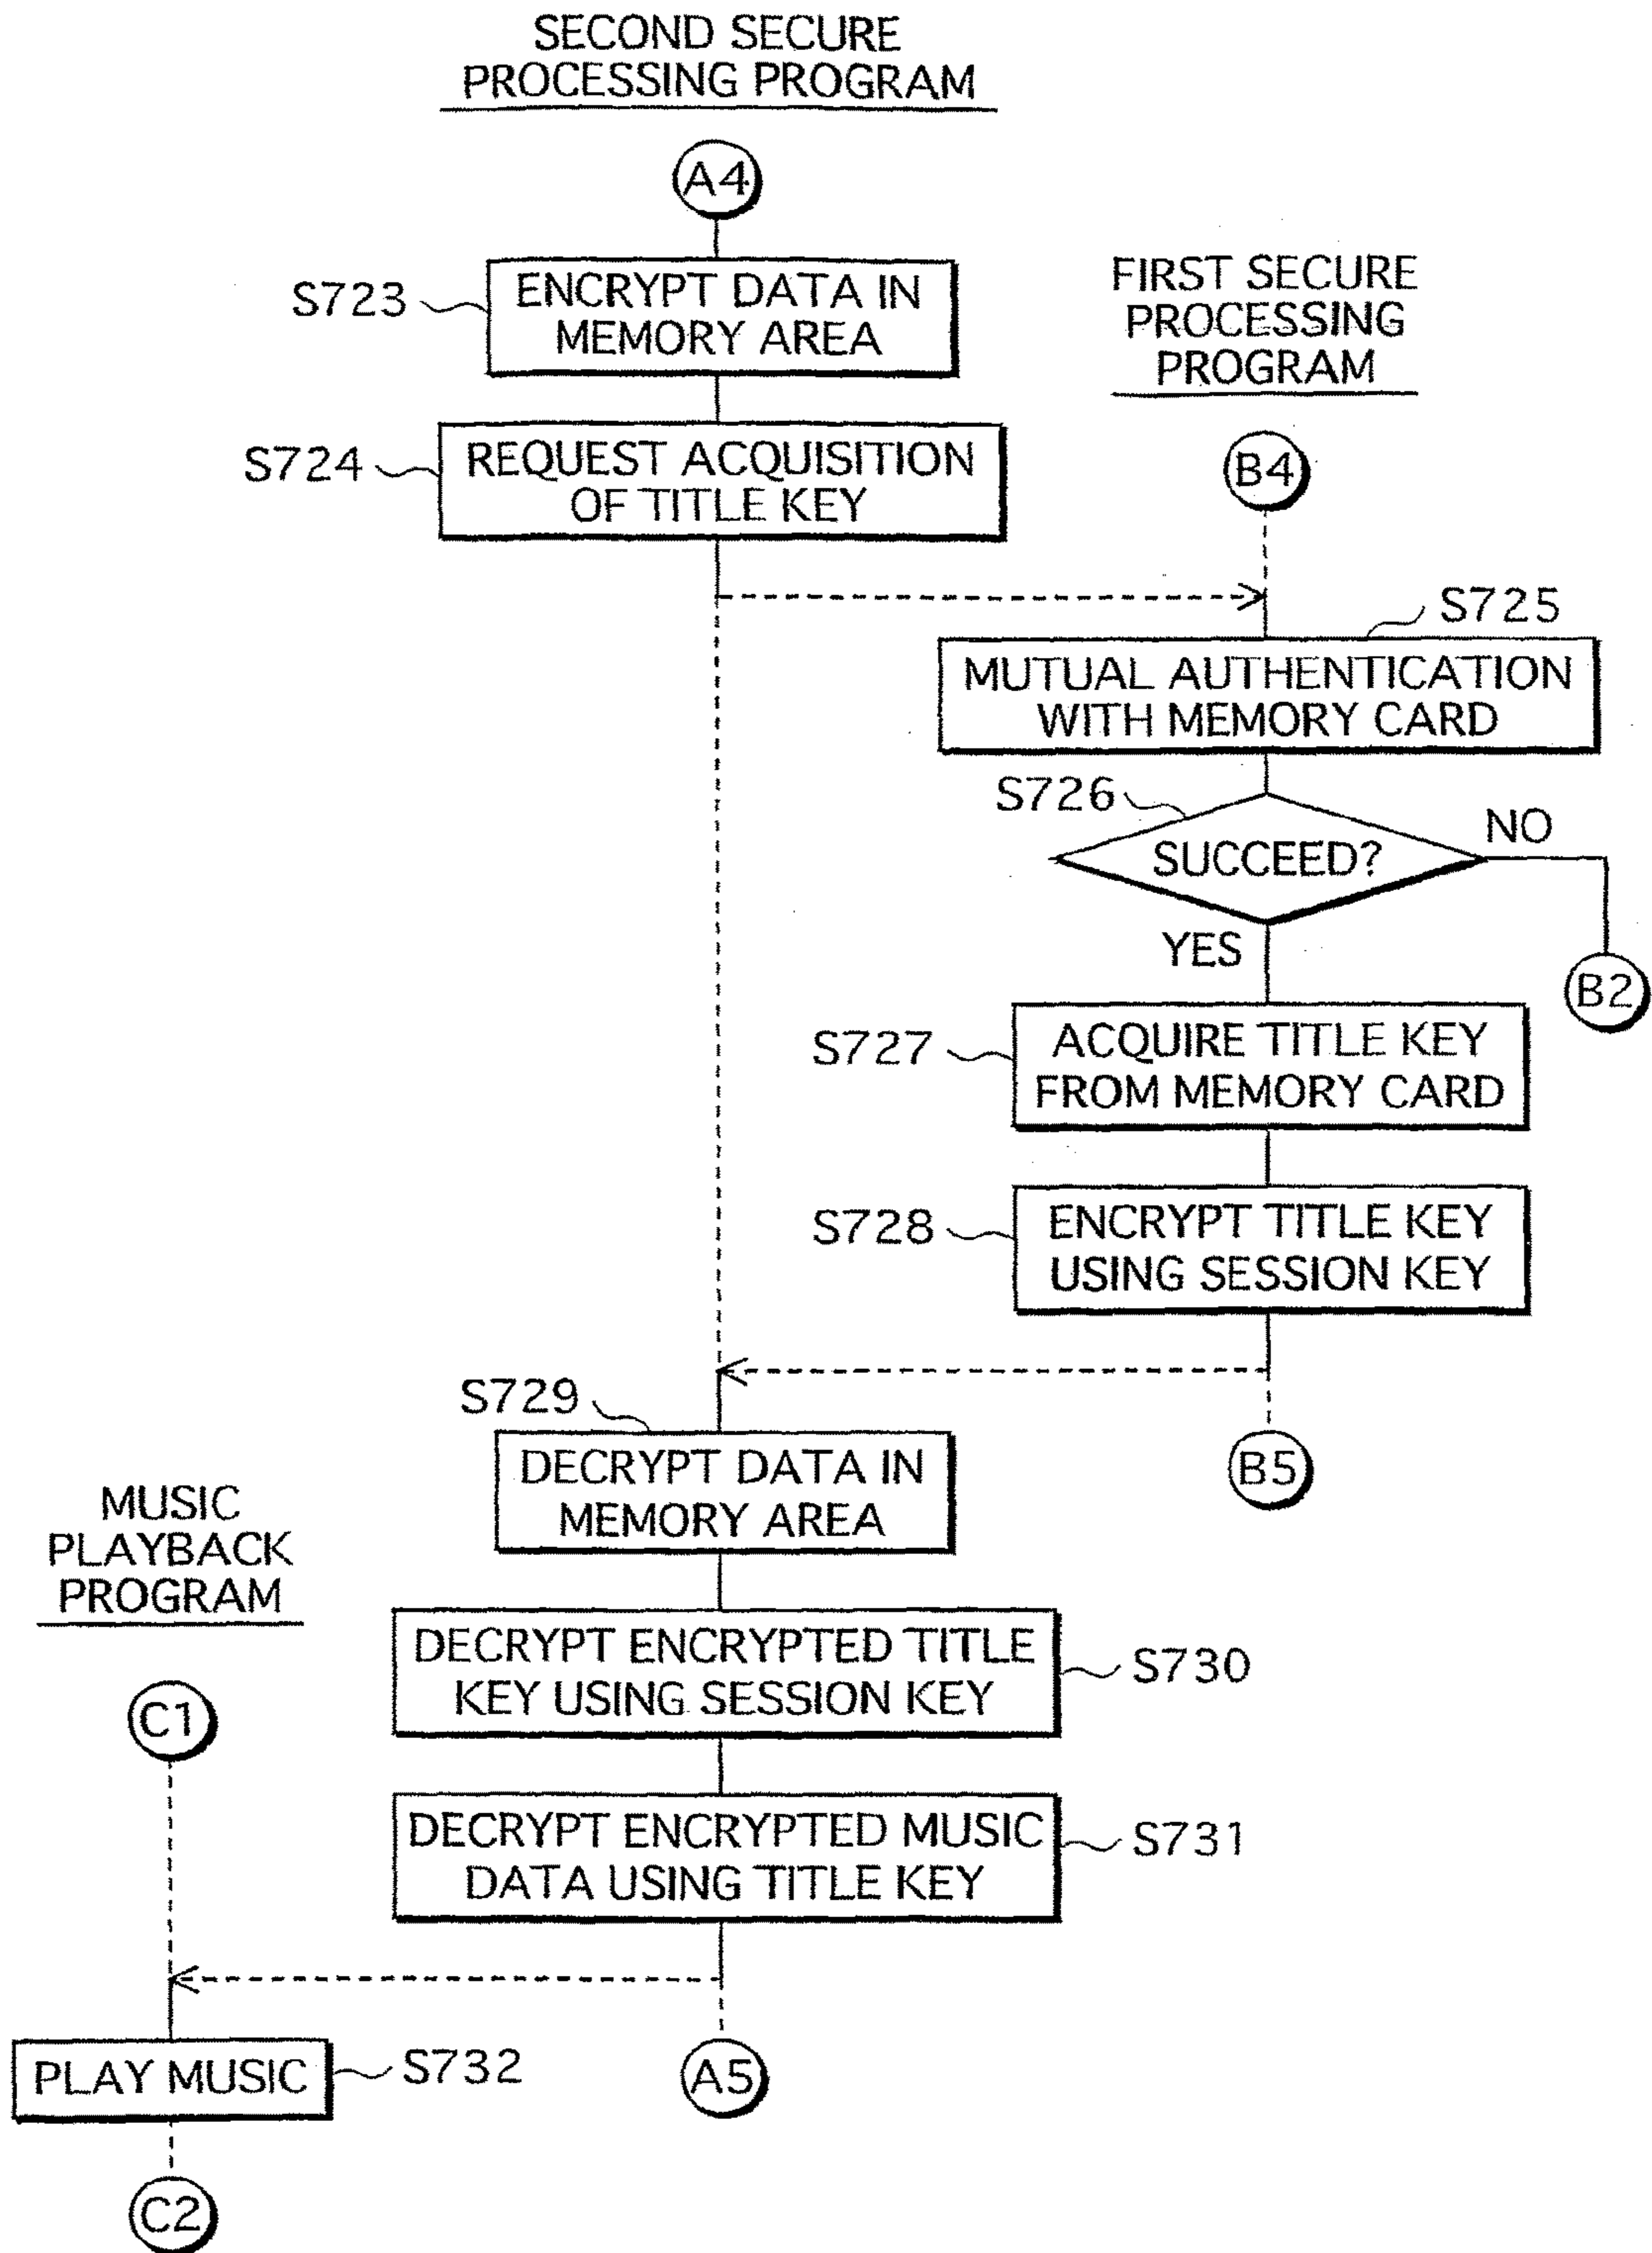 SECOND SECURE
PROCESSING PROGRAM
A4
S723
ENCRYPT DATA IN
MEMORY AREA
FIRST SECURE
PROCESSING
PROGRAM
S724
REQUEST ACQUISITION
OF TITLE KEY
B4
S725
MUTUAL AUTHENTICATION
WITH MEMORY CARD
S726
SUCCEED?
NO
YES
B2
S727
ACQUIRE TITLE KEY
FROM MEMORY CARD
S728
ENCRYPT TITLE KEY
USING SESSION KEY
S729
DECRYPT DATA IN
MEMORY AREA
B5
MUSIC
PLAYBACK
PROGRAM
DECRYPT ENCRYPTED TITLE
KEY USING SESSION KEY
S730
C1
DECRYPT ENCRYPTED MUSIC
DATA USING TITLE KEY
S731
PLAY MUSIC
S732
A5
C2